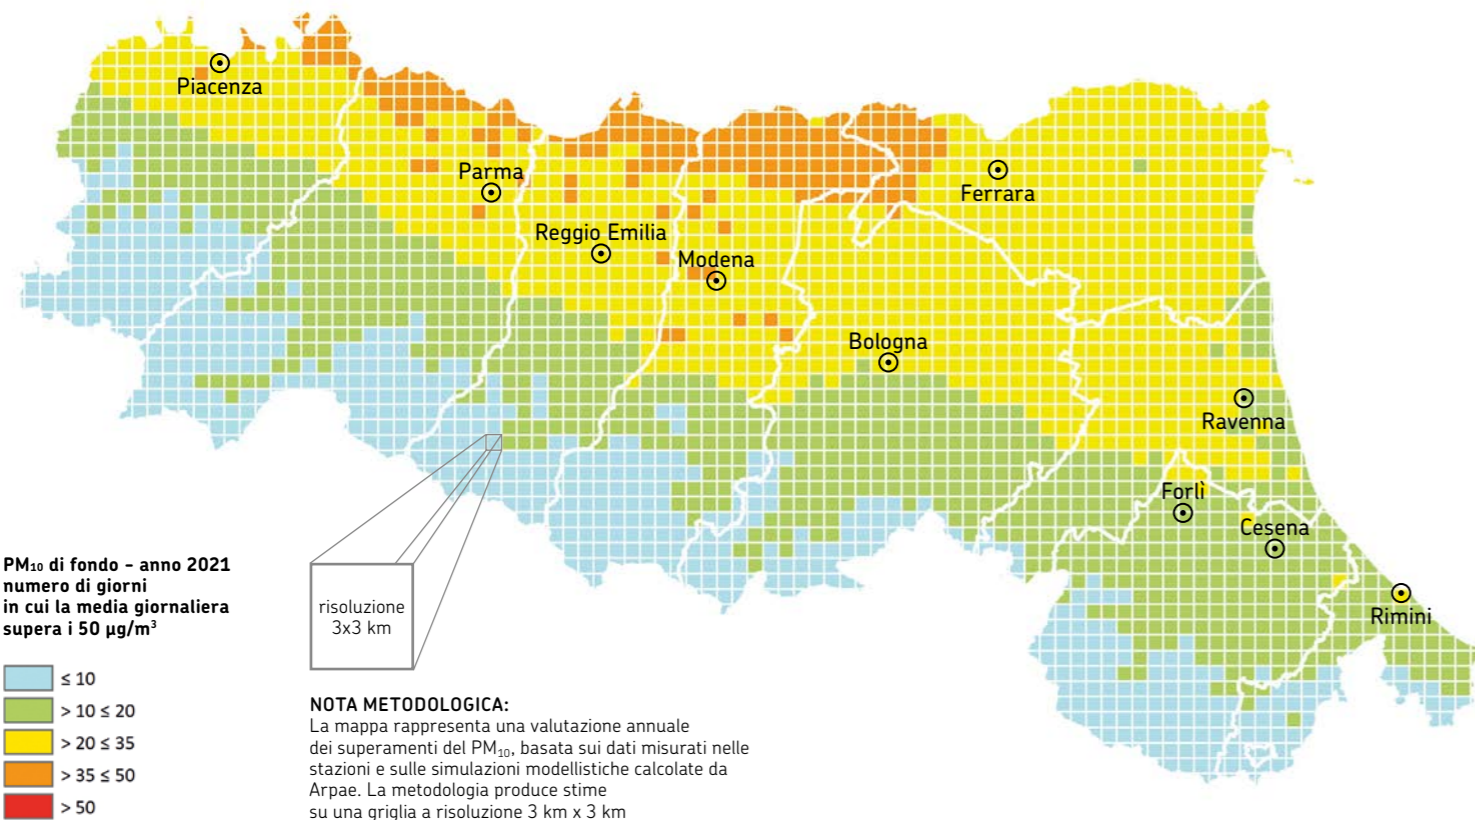 Piacenza
Parma
Ferrara
Reggio Emilia
Modena
Bologna
Ravenna
Forlì
Cesena
Rimini
PM₁₀ di fondo - anno 2021
numero di giorni
in cui la media giornaliera
supera i 50 µg/m³
≤ 10
> 10 ≤ 20
> 20 ≤ 35
> 35 ≤ 50
> 50
risoluzione
3x3 km
NOTA METODOLOGICA:
La mappa rappresenta una valutazione annuale
dei superamenti del PM₁₀, basata sui dati misurati nelle
stazioni e sulle simulazioni modellistiche calcolate da
Arpae. La metodologia produce stime
su una griglia a risoluzione 3 km x 3 km